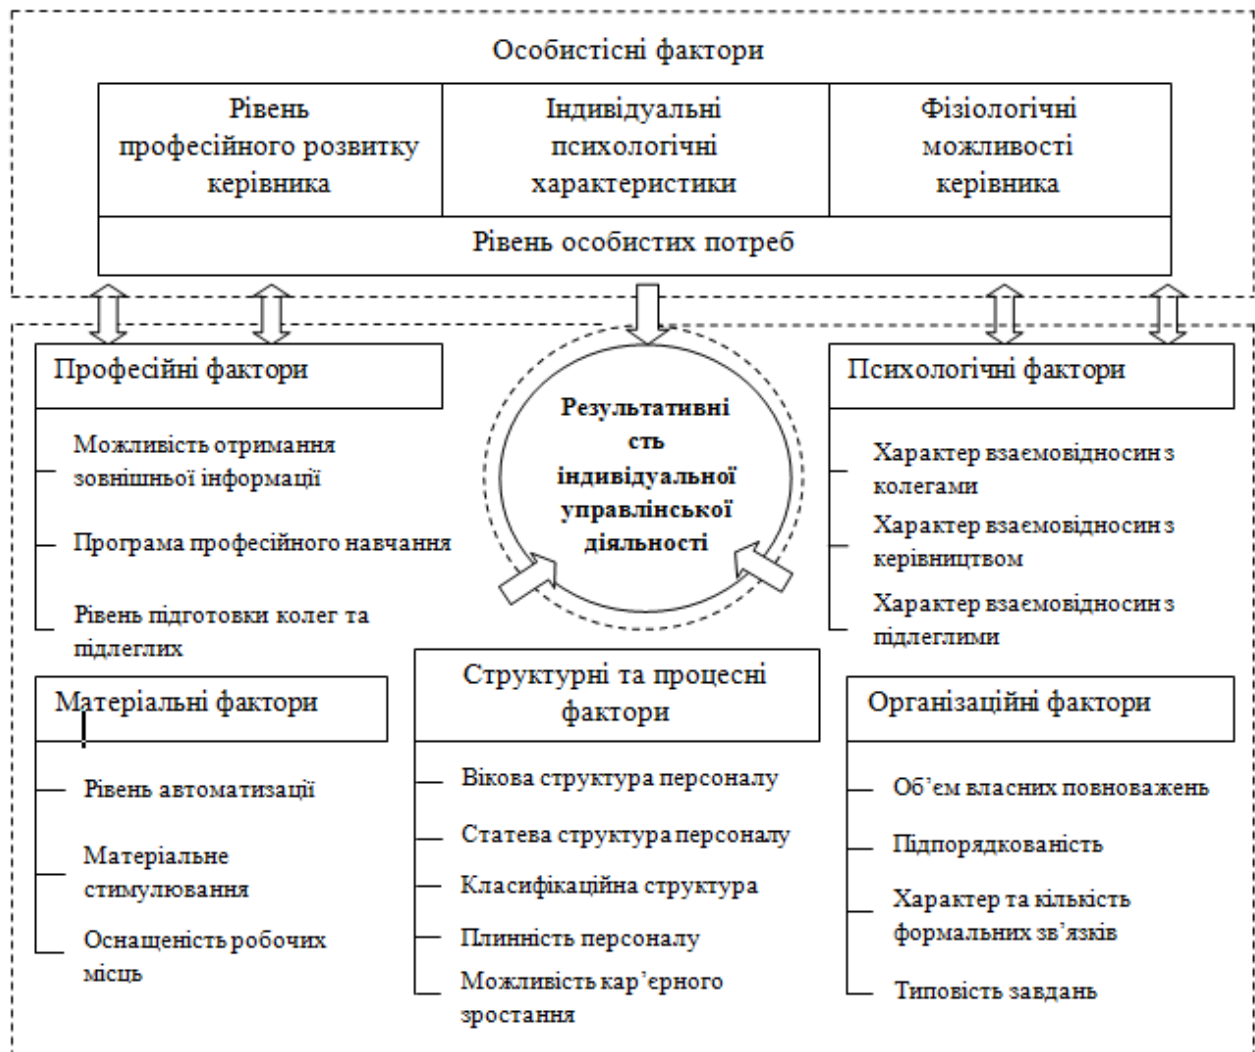 Особистісні фактори
Рівень
професійного розвитку
керівника
Індивідуальні
психологічні
характеристики
Фізіологічні
можливості
керівника
Рівень особистих потреб
Професійні фактори
Можливість отримання
зовнішньої інформації
Програма професійного навчання
Рівень підготовки колег та
підлеглих
Результативні
сть
індивідуальної
управлінської
діяльності
Психологічні фактори
Характер взаємовідносин з
колегами
Характер взаємовідносин з
керівництвом
Характер взаємовідносин з
підлеглими
Матеріальні фактори
Рівень автоматизації
Матеріальне
стимулювання
Оснащеність робочих
місць
Структурні та процесні
фактори
Вікова структура персоналу
Статева структура персоналу
Класифікаційна структура
Плинність персоналу
Можливість кар’єрного
зростання
Організаційні фактори
Об’єм власних повноважень
Підпорядкованість
Характер та кількість
формальних зв’язків
Типовість завдань